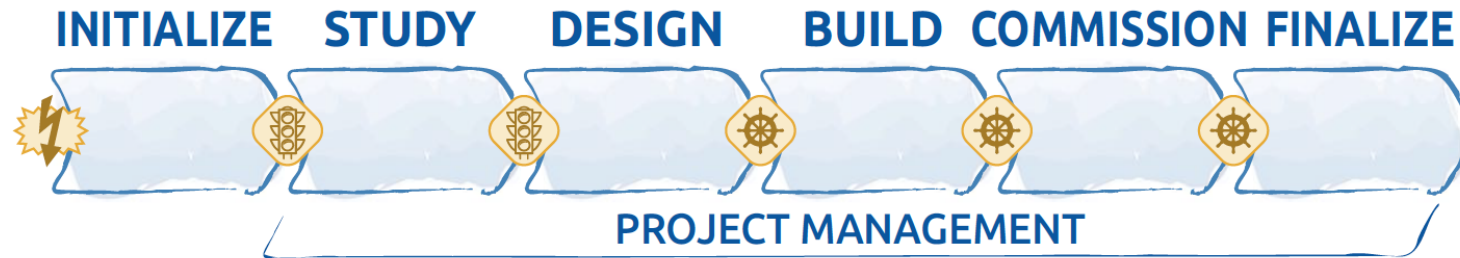 INITIALIZE STUDY DESIGN BUILD COMMISSION FINALIZE
PROJECT MANAGEMENT